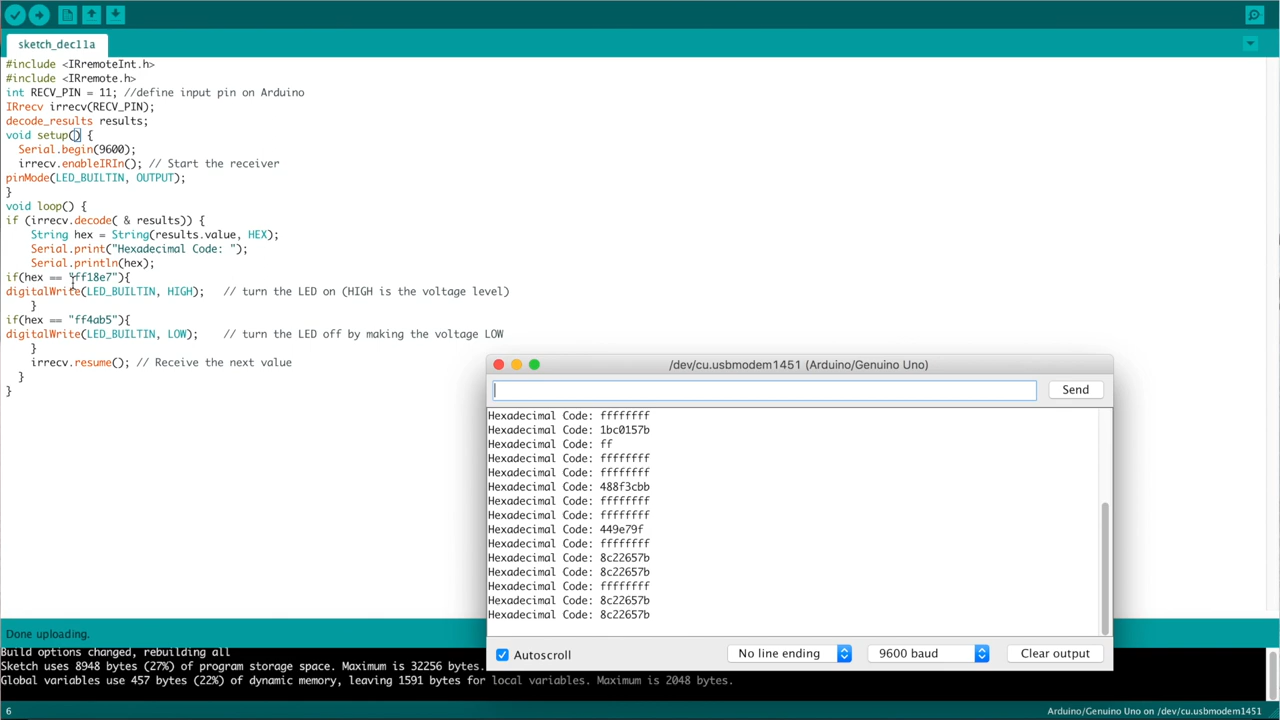 sketch_dec11a
#include <IRremoteInt.h>
#include <IRremote.h>
int RECV_PIN = 11; //define input pin on Arduino
IRrecv irrecv(RECV_PIN);
decode_results results;
void setup() {
Serial.begin(9600);
irrecv.enableIRIn(); // Start the receiver
pinMode(LED_BUILTIN, OUTPUT);
}
void loop() {
if (irrecv.decode( & results)) {
String hex = String(results.value, HEX);
Serial.print("Hexadecimal Code: ");
Serial.println(hex);
if(hex == "ff18e7"){
digitalWrite(LED_BUILTIN, HIGH); // turn the LED on (HIGH is the voltage level)
}
if(hex == "ff4ab5"){
digitalWrite(LED_BUILTIN, LOW); // turn the LED off by making the voltage LOW
}
irrecv.resume(); // Receive the next value
}
}
/dev/cu.usbmodem1451 (Arduino/Genuino Uno)
Send
Hexadecimal Code: ffffffff
Hexadecimal Code: 1bc0157b
Hexadecimal Code: ff
Hexadecimal Code: ffffffff
Hexadecimal Code: ffffffff
Hexadecimal Code: 488f3cbb
Hexadecimal Code: ffffffff
Hexadecimal Code: ffffffff
Hexadecimal Code: 449e79f
Hexadecimal Code: ffffffff
Hexadecimal Code: 8c22657b
Hexadecimal Code: 8c22657b
Hexadecimal Code: ffffffff
Hexadecimal Code: 8c22657b
Hexadecimal Code: 8c22657b
Autoscroll
No line ending
9600 baud
Clear output
Done uploading.
Build options changed, rebuilding all
Sketch uses 8948 bytes (27%) of program storage space. Maximum is 32256 bytes.
Global variables use 457 bytes (22%) of dynamic memory, leaving 1591 bytes for local variables. Maximum is 2048 bytes.
6
Arduino/Genuino Uno on /dev/cu.usbmodem1451